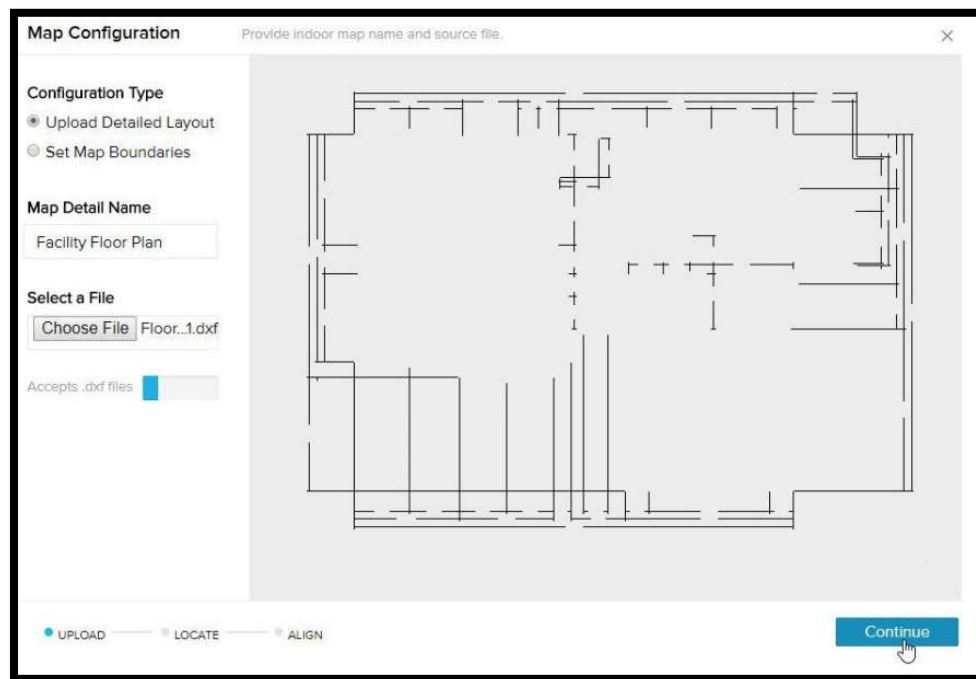 Map Configuration
Provide indoor map name and source file.
Configuration Type
Upload Detailed Layout
Set Map Boundaries
Map Detail Name
Facility Floor Plan
Select a File
Choose File Floor...1.dxf
Accepts .dxf files
UPLOAD LOCATE ALIGN
Continue